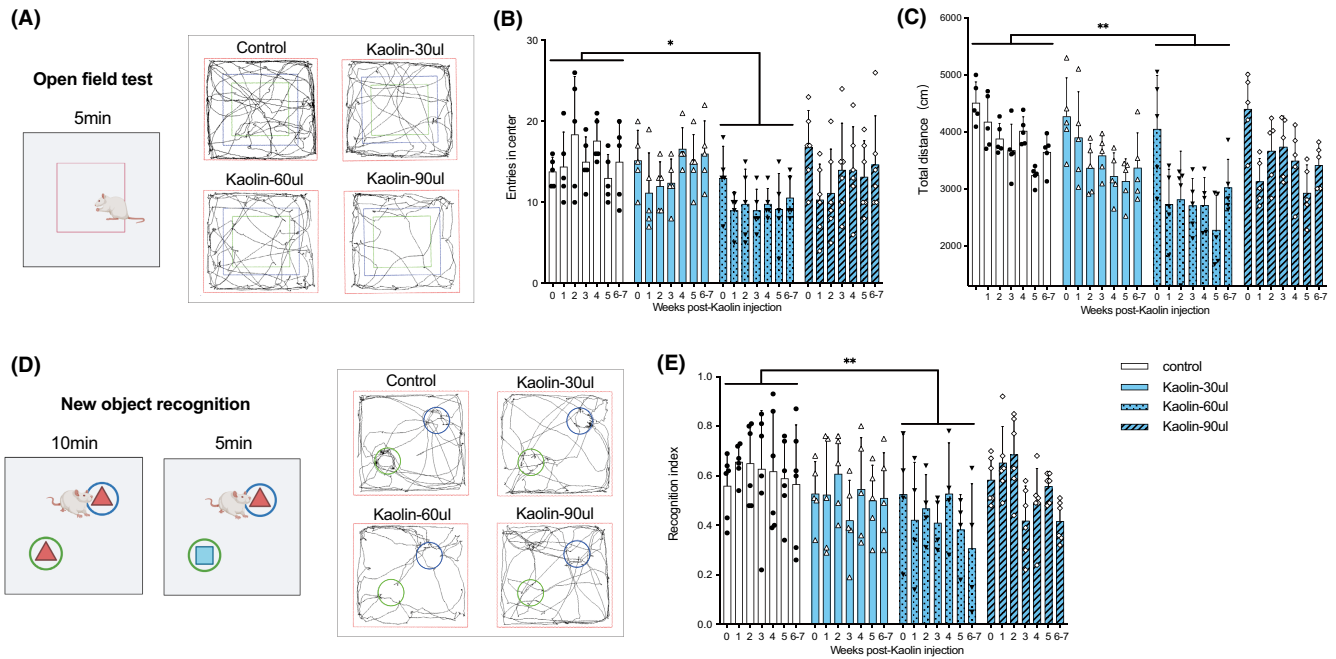 (A)
Open field test
5min
Control
Kaolin-30ul
Kaolin-60ul
Kaolin-90ul
(B)
30
20
10
0
Entries in center
*
0 1 2 3 4 5 6-7 0 1 2 3 4 5 6-7 0 1 2 3 4 5 6-7 0 1 2 3 4 5 6-7
Weeks post-Kaolin injection
(C)
6000
5000
4000
3000
2000
Total distance (cm)
**
1 2 3 4 5 6-7 0 1 2 3 4 5 6-7 0 1 2 3 4 5 6-7 0 1 2 3 4 5 6-7
Weeks post-Kaolin injection
(D)
New object recognition
10min
5min
Control
Kaolin-30ul
Kaolin-60ul
Kaolin-90ul
(E)
1.0
0.8
0.6
0.4
0.2
0.0
Recognition index
**
0 1 2 3 4 5 6-7 0 1 2 3 4 5 6-7 0 1 2 3 4 5 6-7 0 1 2 3 4 5 6-7
Weeks post-Kaolin injection
control
Kaolin-30ul
Kaolin-60ul
Kaolin-90ul